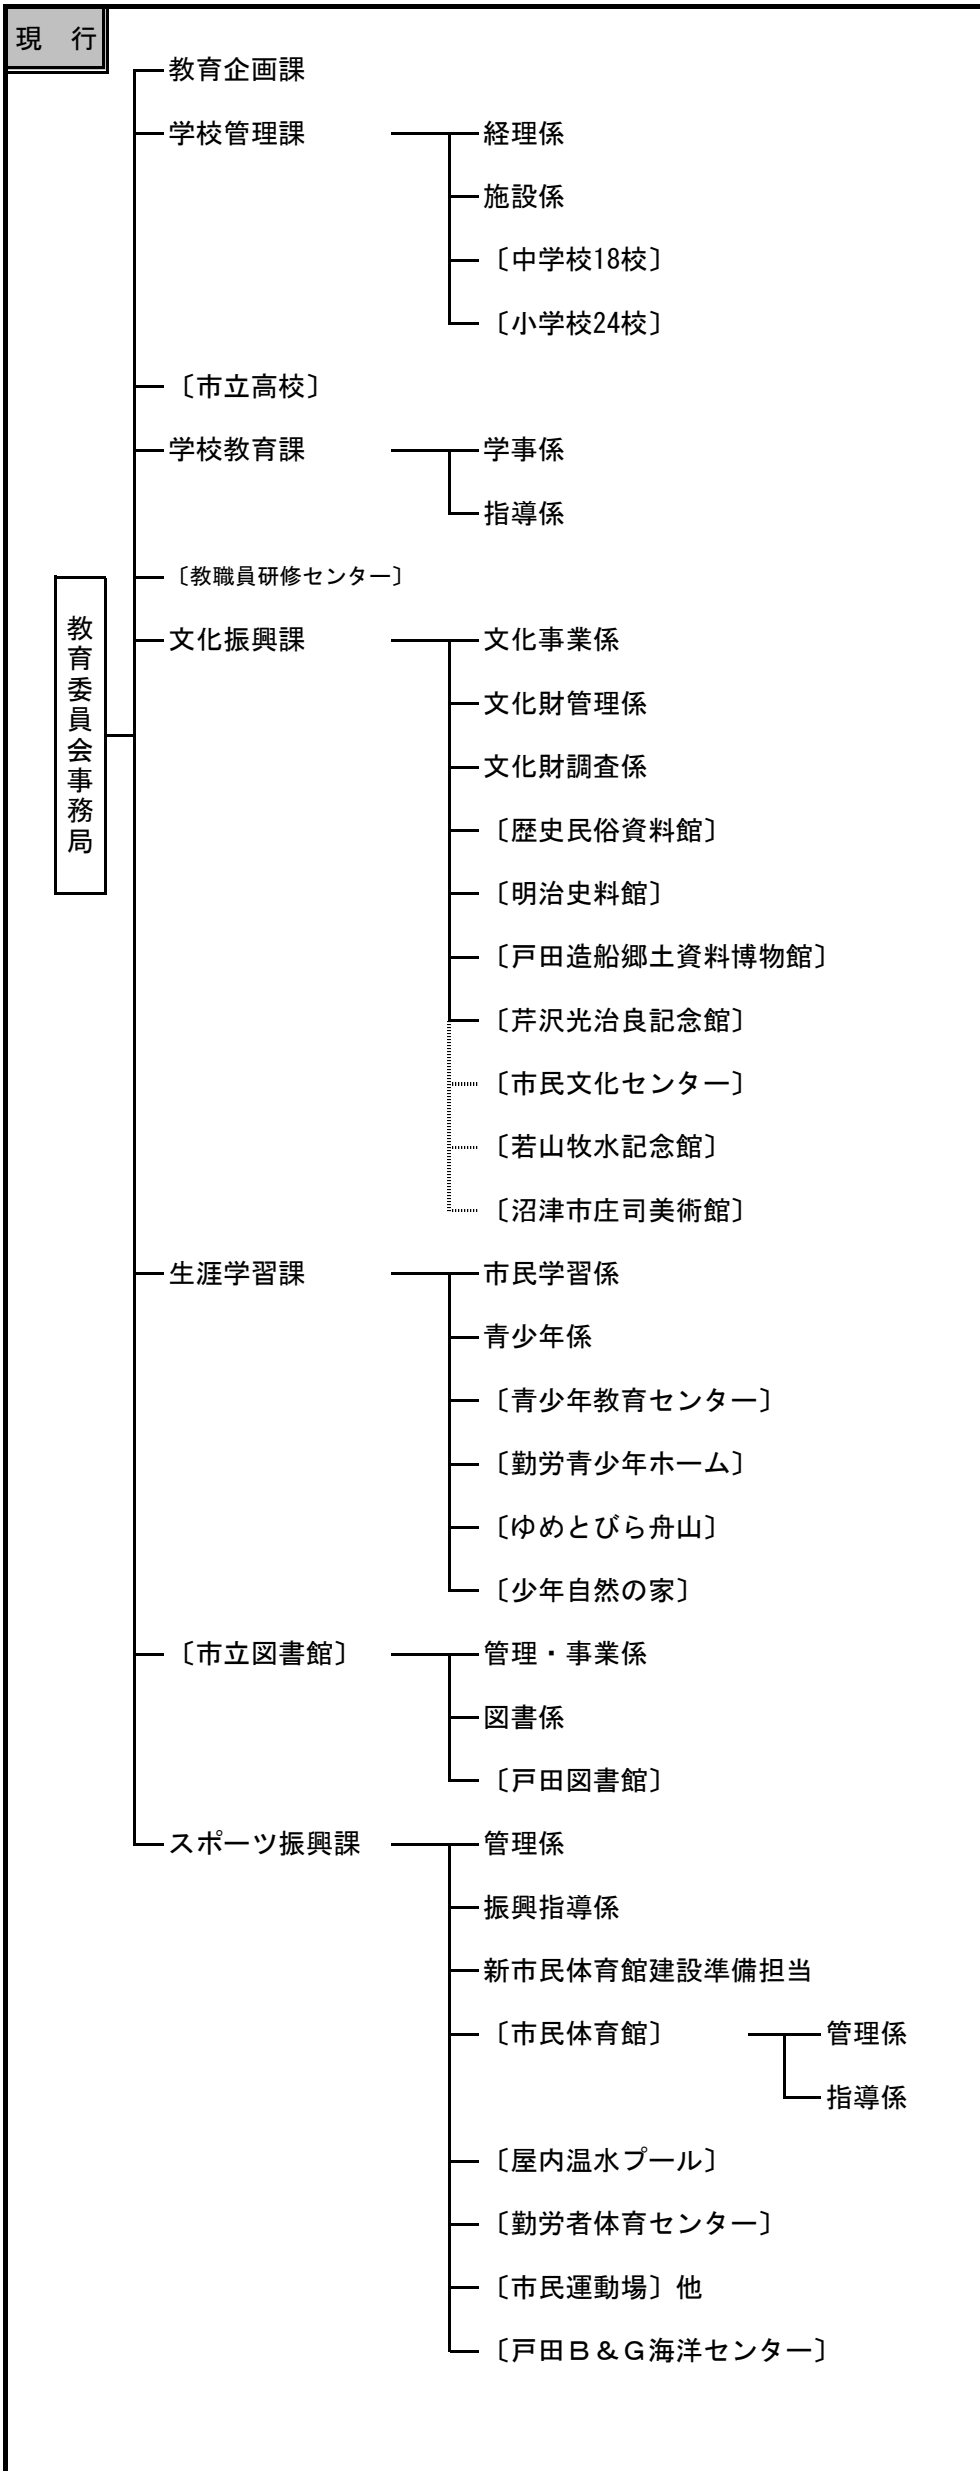 現　行
教育企画課
学校管理課　経理係
施設係
〔中学校18校〕
〔小学校24校〕
〔市立高校〕
学校教育課　学事係
指導係
〔教職員研修センター〕
教育委員会事務局
文化振興課　文化事業係
文化財管理係
文化財調査係
〔歴史民俗資料館〕
〔明治史料館〕
〔戸田造船郷土資料博物館〕
〔芹沢光治良記念館〕
〔市民文化センター〕
〔若山牧水記念館〕
〔沼津市庄司美術館〕
生涯学習課　市民学習係
青少年係
〔青少年教育センター〕
〔勤労青少年ホーム〕
〔ゆめとびら舟山〕
〔少年自然の家〕
〔市立図書館〕　管理・事業係
図書係
〔戸田図書館〕
スポーツ振興課　管理係
振興指導係
新市民体育館建設準備担当
〔市民体育館〕　管理係
指導係
〔屋内温水プール〕
〔勤労者体育センター〕
〔市民運動場〕他
〔戸田Ｂ＆Ｇ海洋センター〕